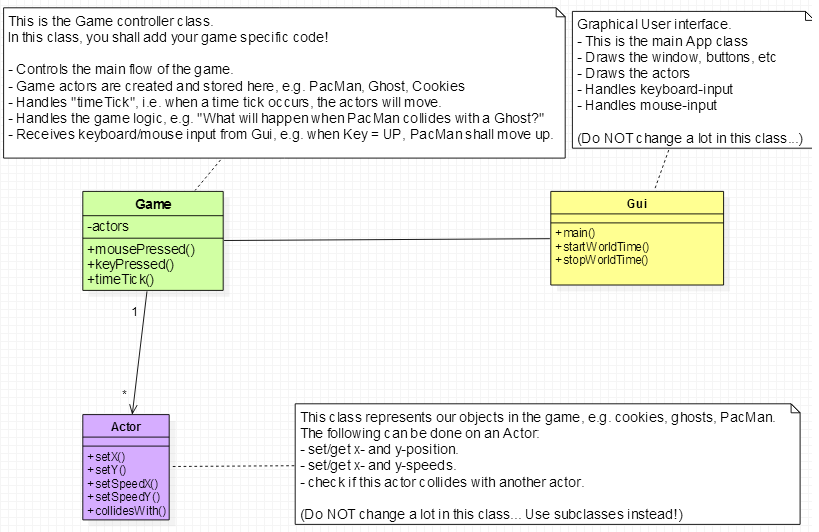 This is the Game controller class.
In this class, you shall add your game specific code!
- Controls the main flow of the game.
- Game actors are created and stored here, e.g. PacMan, Ghost, Cookies
- Handles "timeTick", i.e. when a time tick occurs, the actors will move.
- Handles the game logic, e.g. "What will happen when PacMan collides with a Ghost?"
- Receives keyboard/mouse input from Gui, e.g. when Key = UP, PacMan shall move up.
Graphical User interface.
- This is the main App class
- Draws the window, buttons, etc
- Draws the actors
- Handles keyboard-input
- Handles mouse-input
(Do NOT change a lot in this class...)
Game
-actors
+mousePressed()
+keyPressed()
+timeTick()
Gui
+main()
+startWorldTime()
+stopWorldTime()
1
*
Actor
+setX()
+setY()
+setSpeedX()
+setSpeedY()
+collidesWith()
This class represents our objects in the game, e.g. cookies, ghosts, PacMan.
The following can be done on an Actor:
- set/get x- and y-position.
- set/get x- and y-speeds.
- check if this actor collides with another actor.
(Do NOT change a lot in this class... Use subclasses instead!)